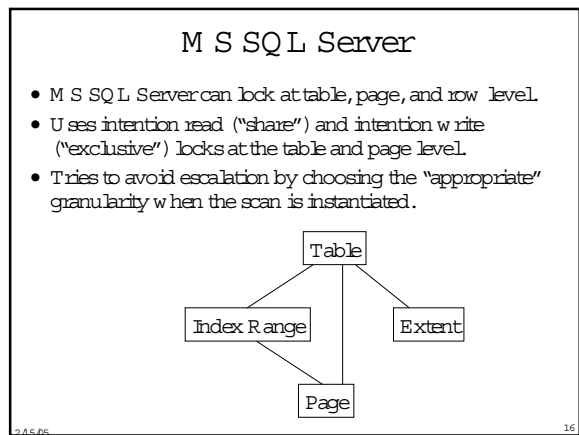 MS SQL Server
• MS SQL Server can lock at table, page, and row level.
• Uses intention read (“share”) and intention write
(“exclusive”) locks at the table and page level.
• Tries to avoid escalation by choosing the “appropriate”
granularity when the scan is instantiated.
Table
Index Range
Extent
Page
2/15/05
16